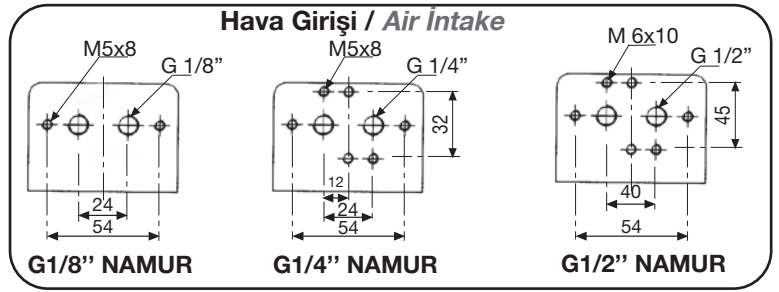 Hava Girişi / Air İntake
M5x8
G 1/8”
24
54
G1/8’’ NAMUR
M5x8
G 1/4”
32
12
24
54
G1/4’’ NAMUR
M 6x10
G 1/2”
45
40
54
G1/2’’ NAMUR